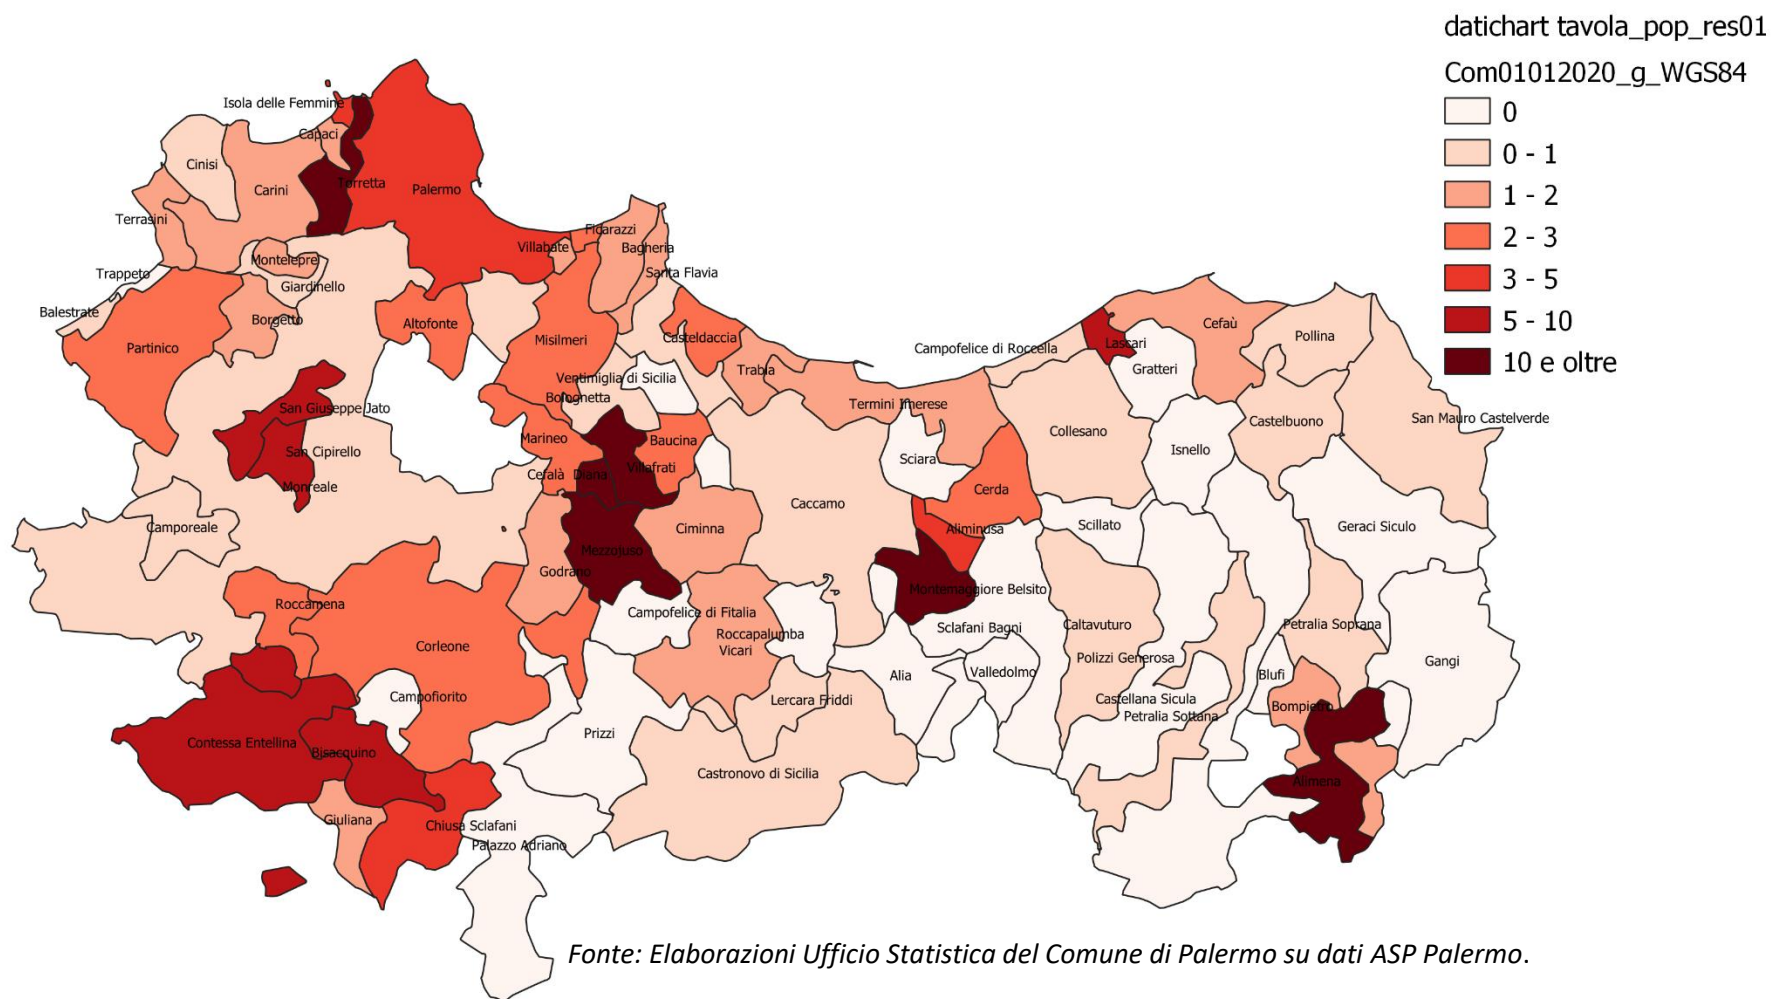 datichart tavola_pop_res01
Com01012020_g_WGS84
0
0 - 1
1 - 2
2 - 3
3 - 5
5 - 10
10 e oltre
Isola delle Femmine
Capaci
Cinisi
Carini
Torretta
Palermo
Terrasini
Villabate
Ficarazzi
Bagheria
Montelepre
Santa Flavia
Trappeto
Giardinello
Balestrate
Borgetto
Altofonte
Partinico
Misilmeri
Casteldaccia
Campofelice di Roccella
Lascari
Cefaù
Pollina
Gratteri
Ventimiglia di Sicilia
Trabia
Bolognetta
Termini Imerese
San Giuseppe Jato
San Mauro Castelverde
Castelbuono
Collesano
Marineo
Baucina
San Cipirello
Isnello
Sciara
Villafrati
Cefalà Diana
Monreale
Cerda
Caccamo
Camporeale
Ciminna
Aliminusa
Scillato
Geraci Siculo
Mezzojuso
Godrano
Montemaggiore Belsito
Roccamena
Campofelice di Fitalia
Sclafani Bagni
Caltavuturo
Petralia Soprana
Roccapalumba
Corleone
Vicari
Polizzi Generosa
Gangi
Alia
Valledolmo
Blufi
Campofiorito
Lercara Friddi
Castellana Sicula
Bompietro
Petralia Sottana
Prizzi
Contessa Entellina
Bisacquino
Castronovo di Sicilia
Alimena
Giuliana
Chiusa Sclafani
Palazzo Adriano
Fonte: Elaborazioni Ufficio Statistica del Comune di Palermo su dati ASP Palermo.